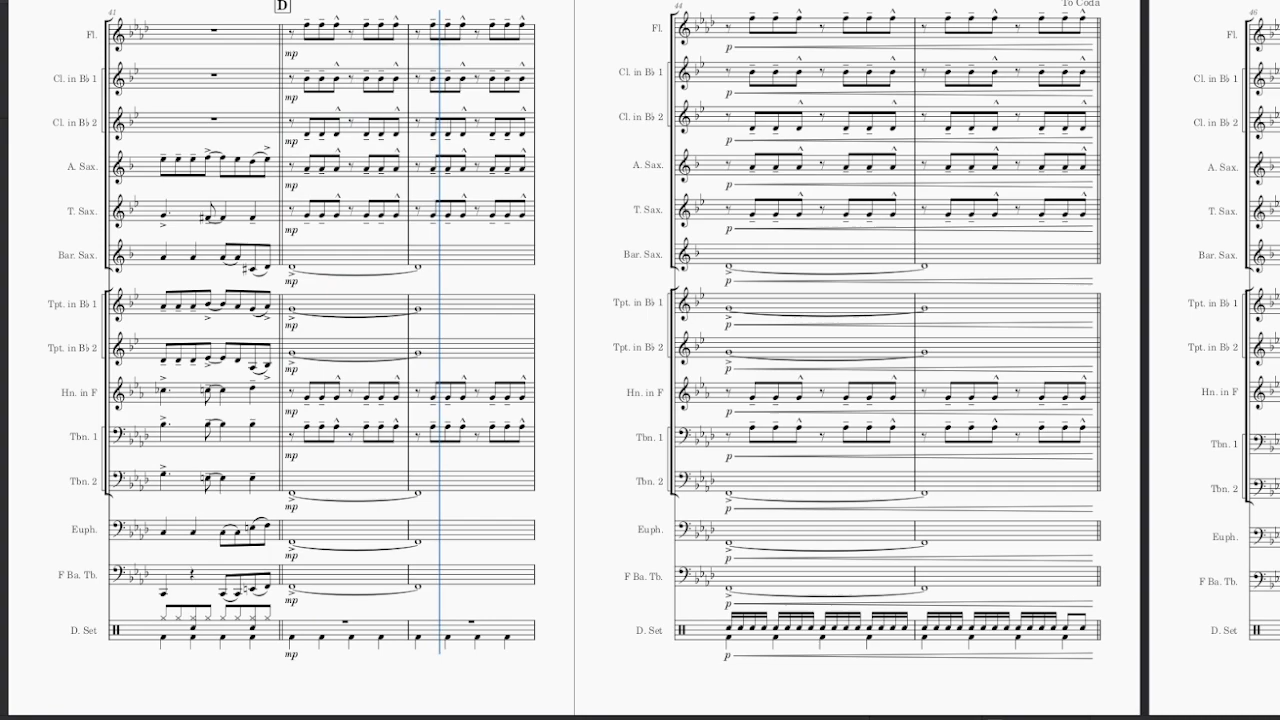 41
D
Fl.
mp
Cl. in B♭ 1
mp
Cl. in B♭ 2
mp
A. Sax.
mp
T. Sax.
mp
Bar. Sax.
mp
Tpt. in B♭ 1
mp
Tpt. in B♭ 2
mp
Hn. in F
mp
Tbn. 1
mp
Tbn. 2
mp
Euph.
mp
F Ba. Tb.
mp
D. Set
mp
44
To Coda
Fl.
p
Cl. in B♭ 1
p
Cl. in B♭ 2
p
A. Sax.
p
T. Sax.
p
Bar. Sax.
p
Tpt. in B♭ 1
p
Tpt. in B♭ 2
p
Hn. in F
p
Tbn. 1
p
Tbn. 2
p
Euph.
p
F Ba. Tb.
p
D. Set
p
46
Fl.
Cl. in B♭ 1
Cl. in B♭ 2
A. Sax.
T. Sax.
Bar. Sax.
Tpt. in B♭ 1
Tpt. in B♭ 2
Hn. in F
Tbn. 1
Tbn. 2
Euph.
F Ba. Tb.
D. Set